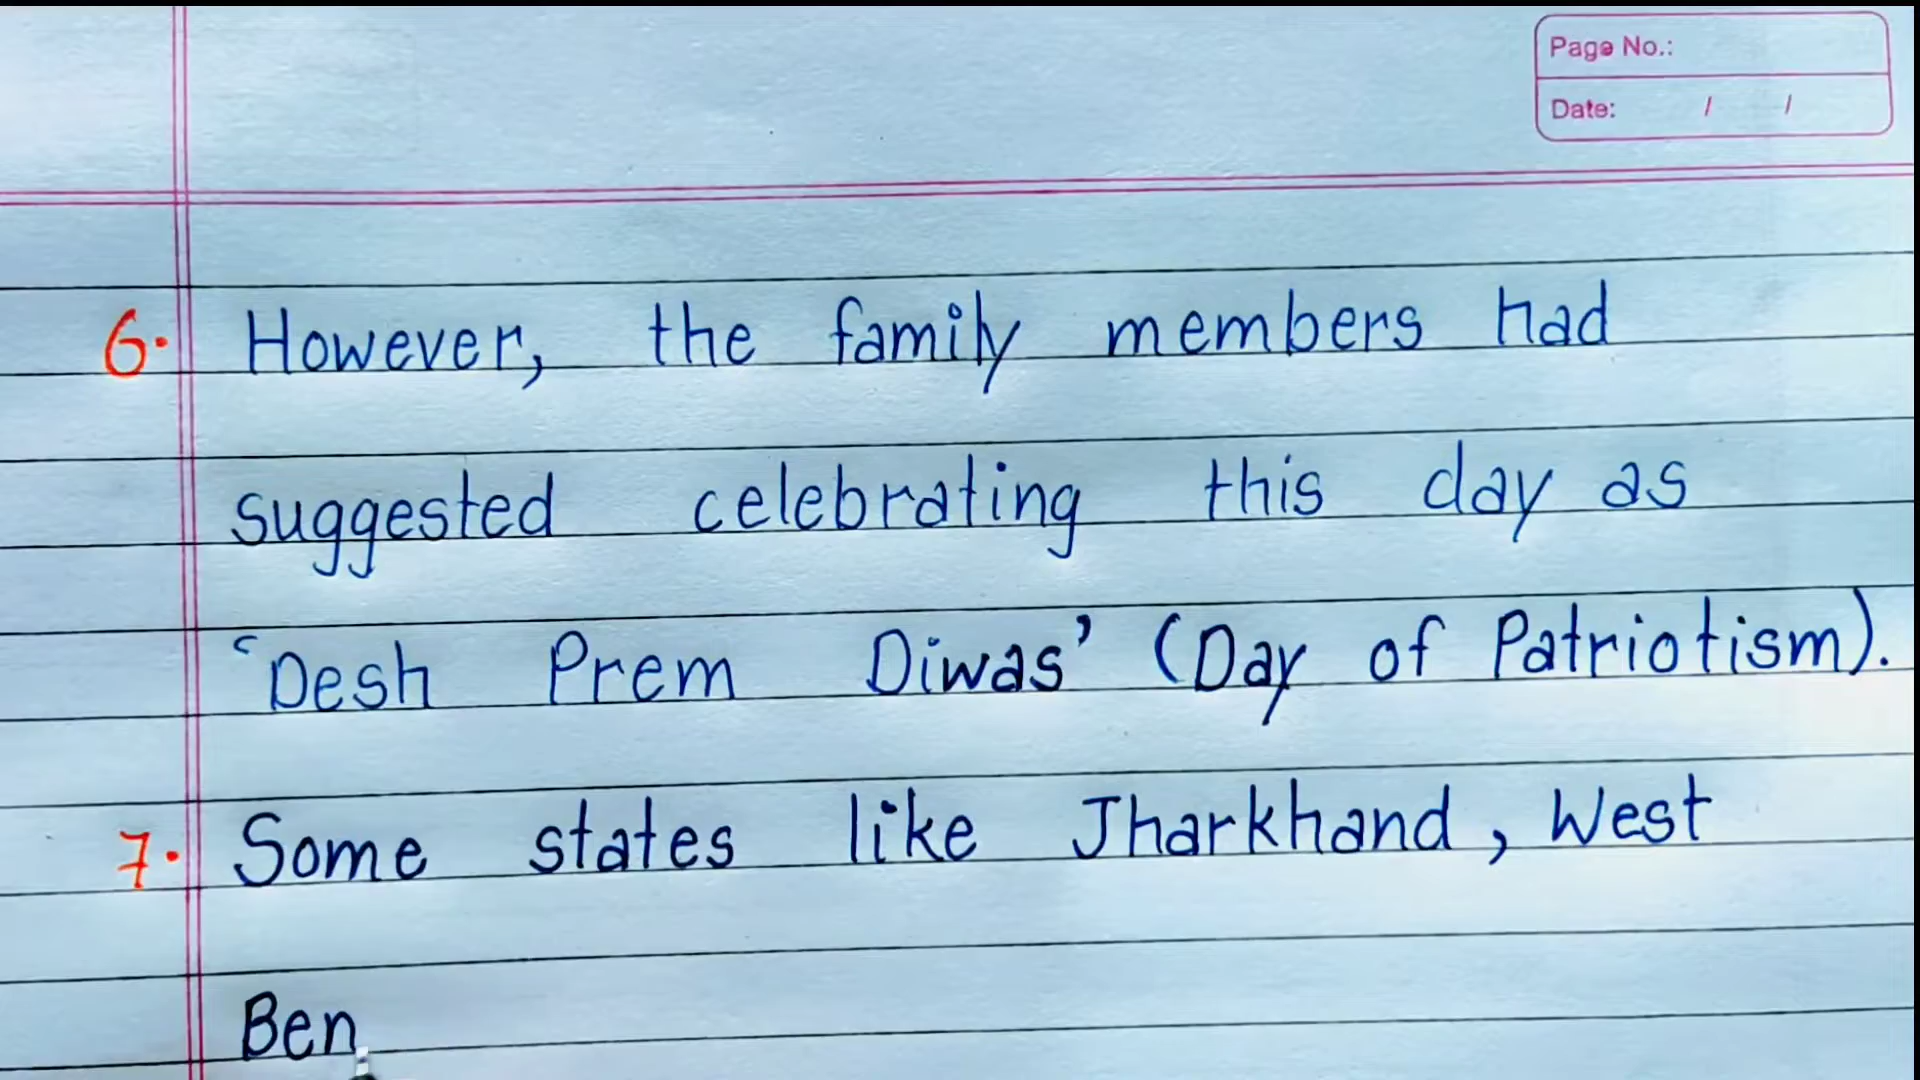 Page No.:
Date: / /
6. However, the family members had
suggested celebrating this day as
‘Desh Prem Diwas’ (Day of Patriotism).
7. Some states like Jharkhand, West
Ben